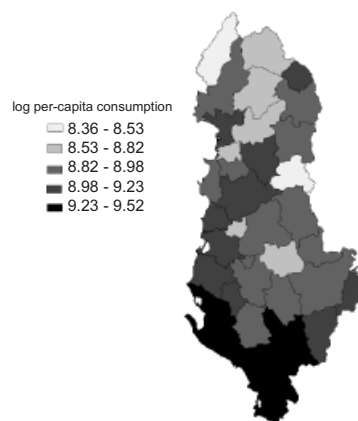 log per-capita consumption
8.36 - 8.53
8.53 - 8.82
8.82 - 8.98
8.98 - 9.23
9.23 - 9.52